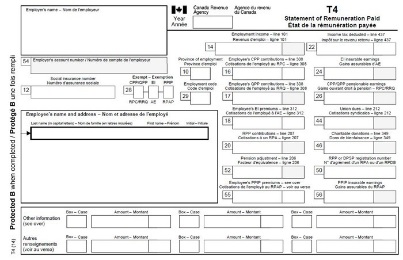 Employer's name – Nom de l'employeur
Canada Revenue Agency
Agence du revenu du Canada
T4
Year
Année
Statement of Remuneration Paid
État de la rémunération payée
Employment income – line 101
Revenus d'emploi – ligne 101
Income tax deducted – line 437
Impôt sur le revenu retenu – ligne 437
14
22
54
Employer's account number / Numéro de compte de l'employeur
Province of employment
Province d'emploi
Employee's CPP contributions – line 308
Cotisations de l'employé au RPC – ligne 308
EI insurable earnings
Gains assurables d'AE
10
16
24
Social insurance number
Numéro d'assurance sociale
Exempt – Exemption
CPP/QPP EI PPIP
12
28
RPC/RRQ AE RPAP
Employment code
Code d'emploi
Employee's QPP contributions – line 308
Cotisations de l'employé au RRQ – ligne 308
CPP/QPP pensionable earnings
Gains ouvrant droit à pension – RPC/RRQ
29
17
26
Employee's name and address – Nom et adresse de l'employé
Last name (in capital letters) – Nom de famille (en lettres moulées)
First name – Prénom
Initial – Initiale
Employee's EI premiums – line 312
Cotisations de l'employé à l'AE – ligne 312
Union dues – line 212
Cotisations syndicales – ligne 212
18
44
RPP contributions – line 207
Cotisations à un RPA – ligne 207
Charitable donations – line 349
Dons de bienfaisance – ligne 349
20
46
Pension adjustment – line 206
Facteur d'équivalence – ligne 206
RPP or DPSP registration number
N° d'agrément d'un RPA ou d'un RPDB
52
50
Employee's PPIP premiums – see over
Cotisations de l'employé au RPAP – voir au verso
PPIP insurable earnings
Gains assurables du RPAP
55
56
Other information
(see over)
Box – Case
Amount – Montant
Box – Case
Amount – Montant
Box – Case
Amount – Montant
Autres renseignements
(voir au verso)
Box – Case
Amount – Montant
Box – Case
Amount – Montant
Box – Case
Amount – Montant
T4 (14)
Protected B when completed / Protégé B une fois rempli